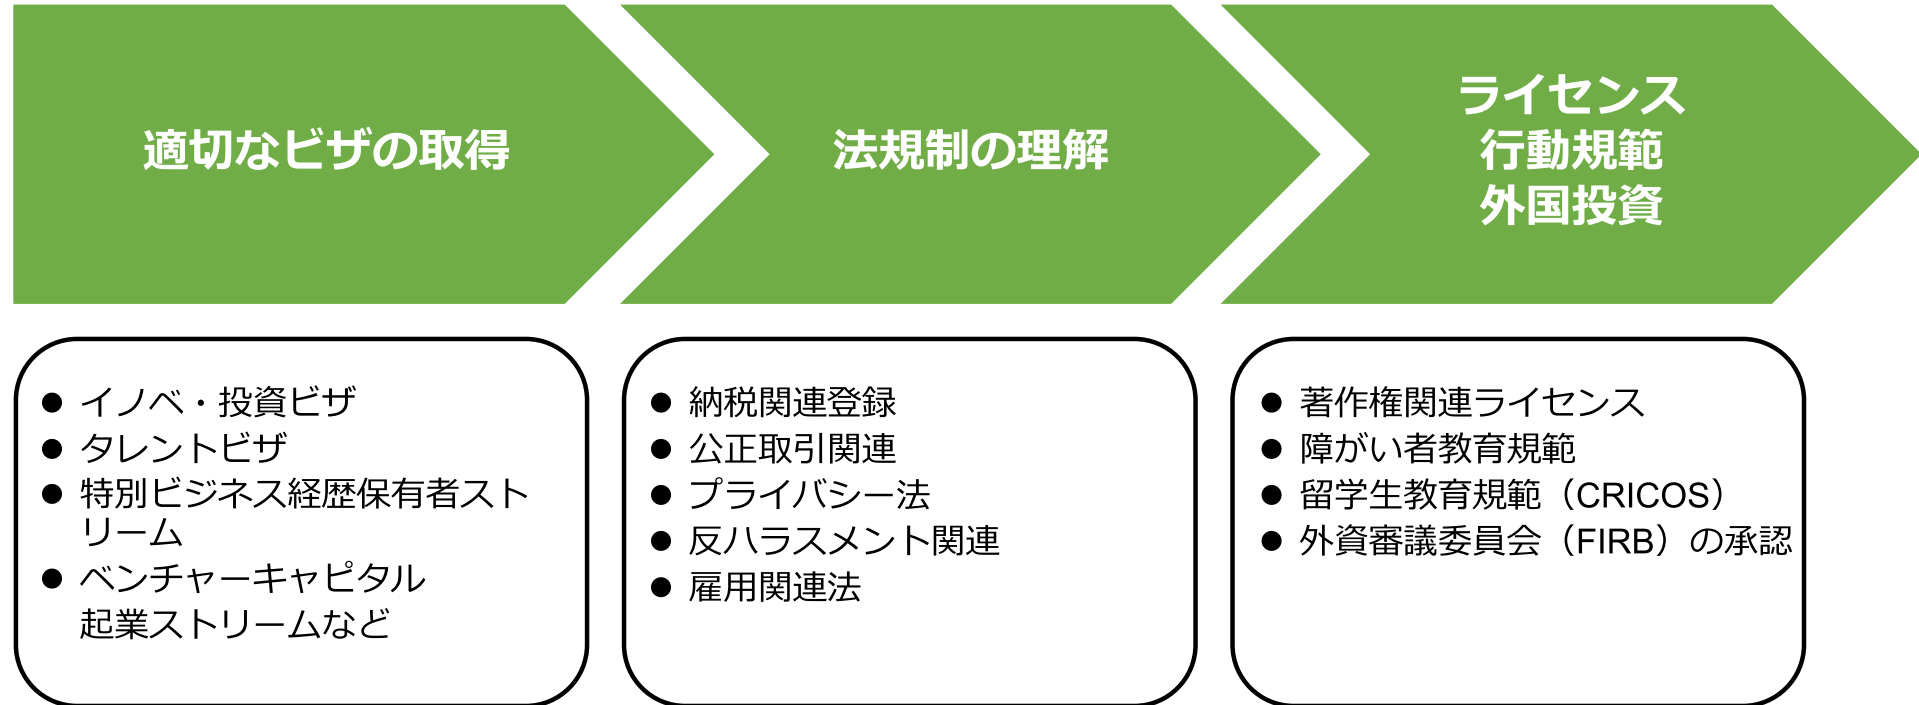 適切なビザの取得
法規制の理解
ライセンス
行動規範
外国投資
● イノベ・投資ビザ
● タレントビザ
● 特別ビジネス経歴保有者スト
リーム
● ベンチャーキャピタル
起業ストリームなど
● 納税関連登録
● 公正取引関連
● プライバシー法
● 反ハラスメント関連
● 雇用関連法
● 著作権関連ライセンス
● 障がい者教育規範
● 留学生教育規範（CRICOS）
● 外資審議委員会（FIRB）の承認